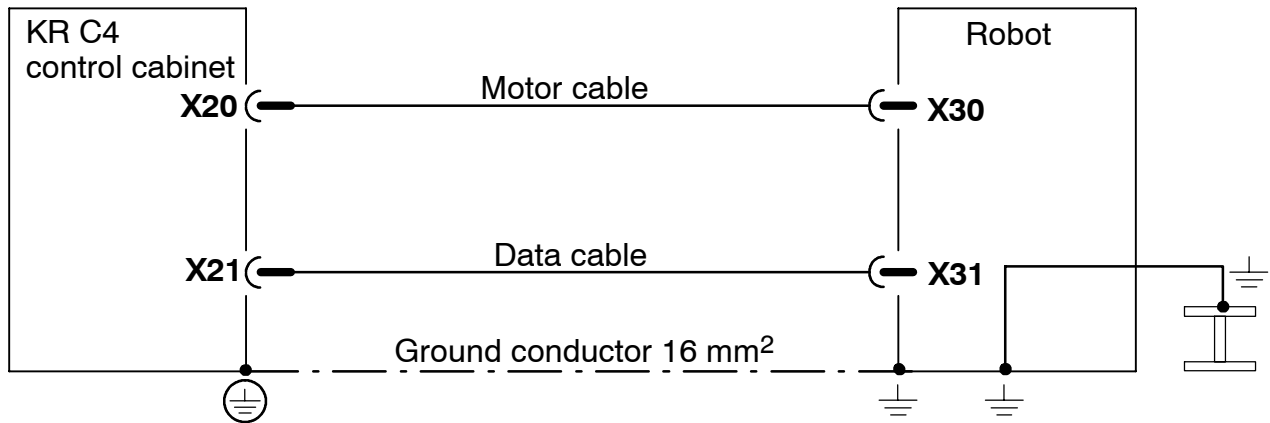 KR C4
control cabinet
Robot
Motor cable
X20
X30
Data cable
X21
X31
Ground conductor 16 mm²